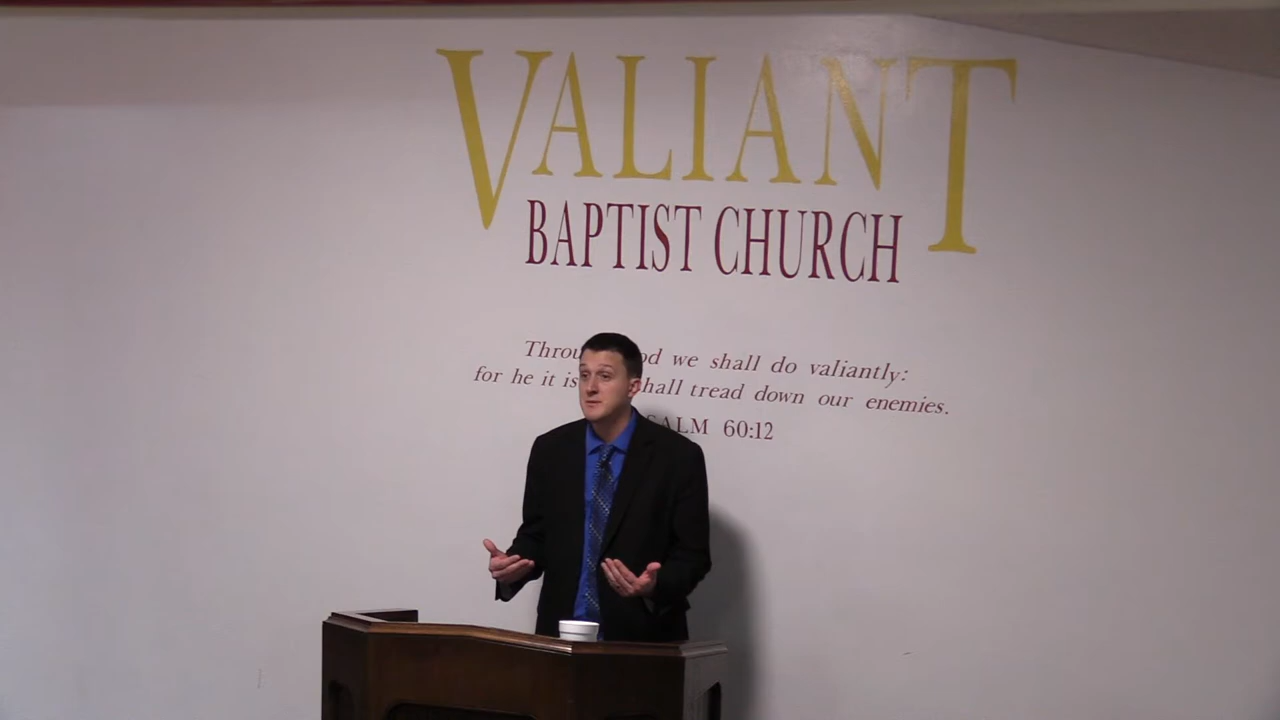 VALIANT
BAPTIST CHURCH
Throu od we shall do valiantly:
for he it is hall tread down our enemies.
SALM 60:12